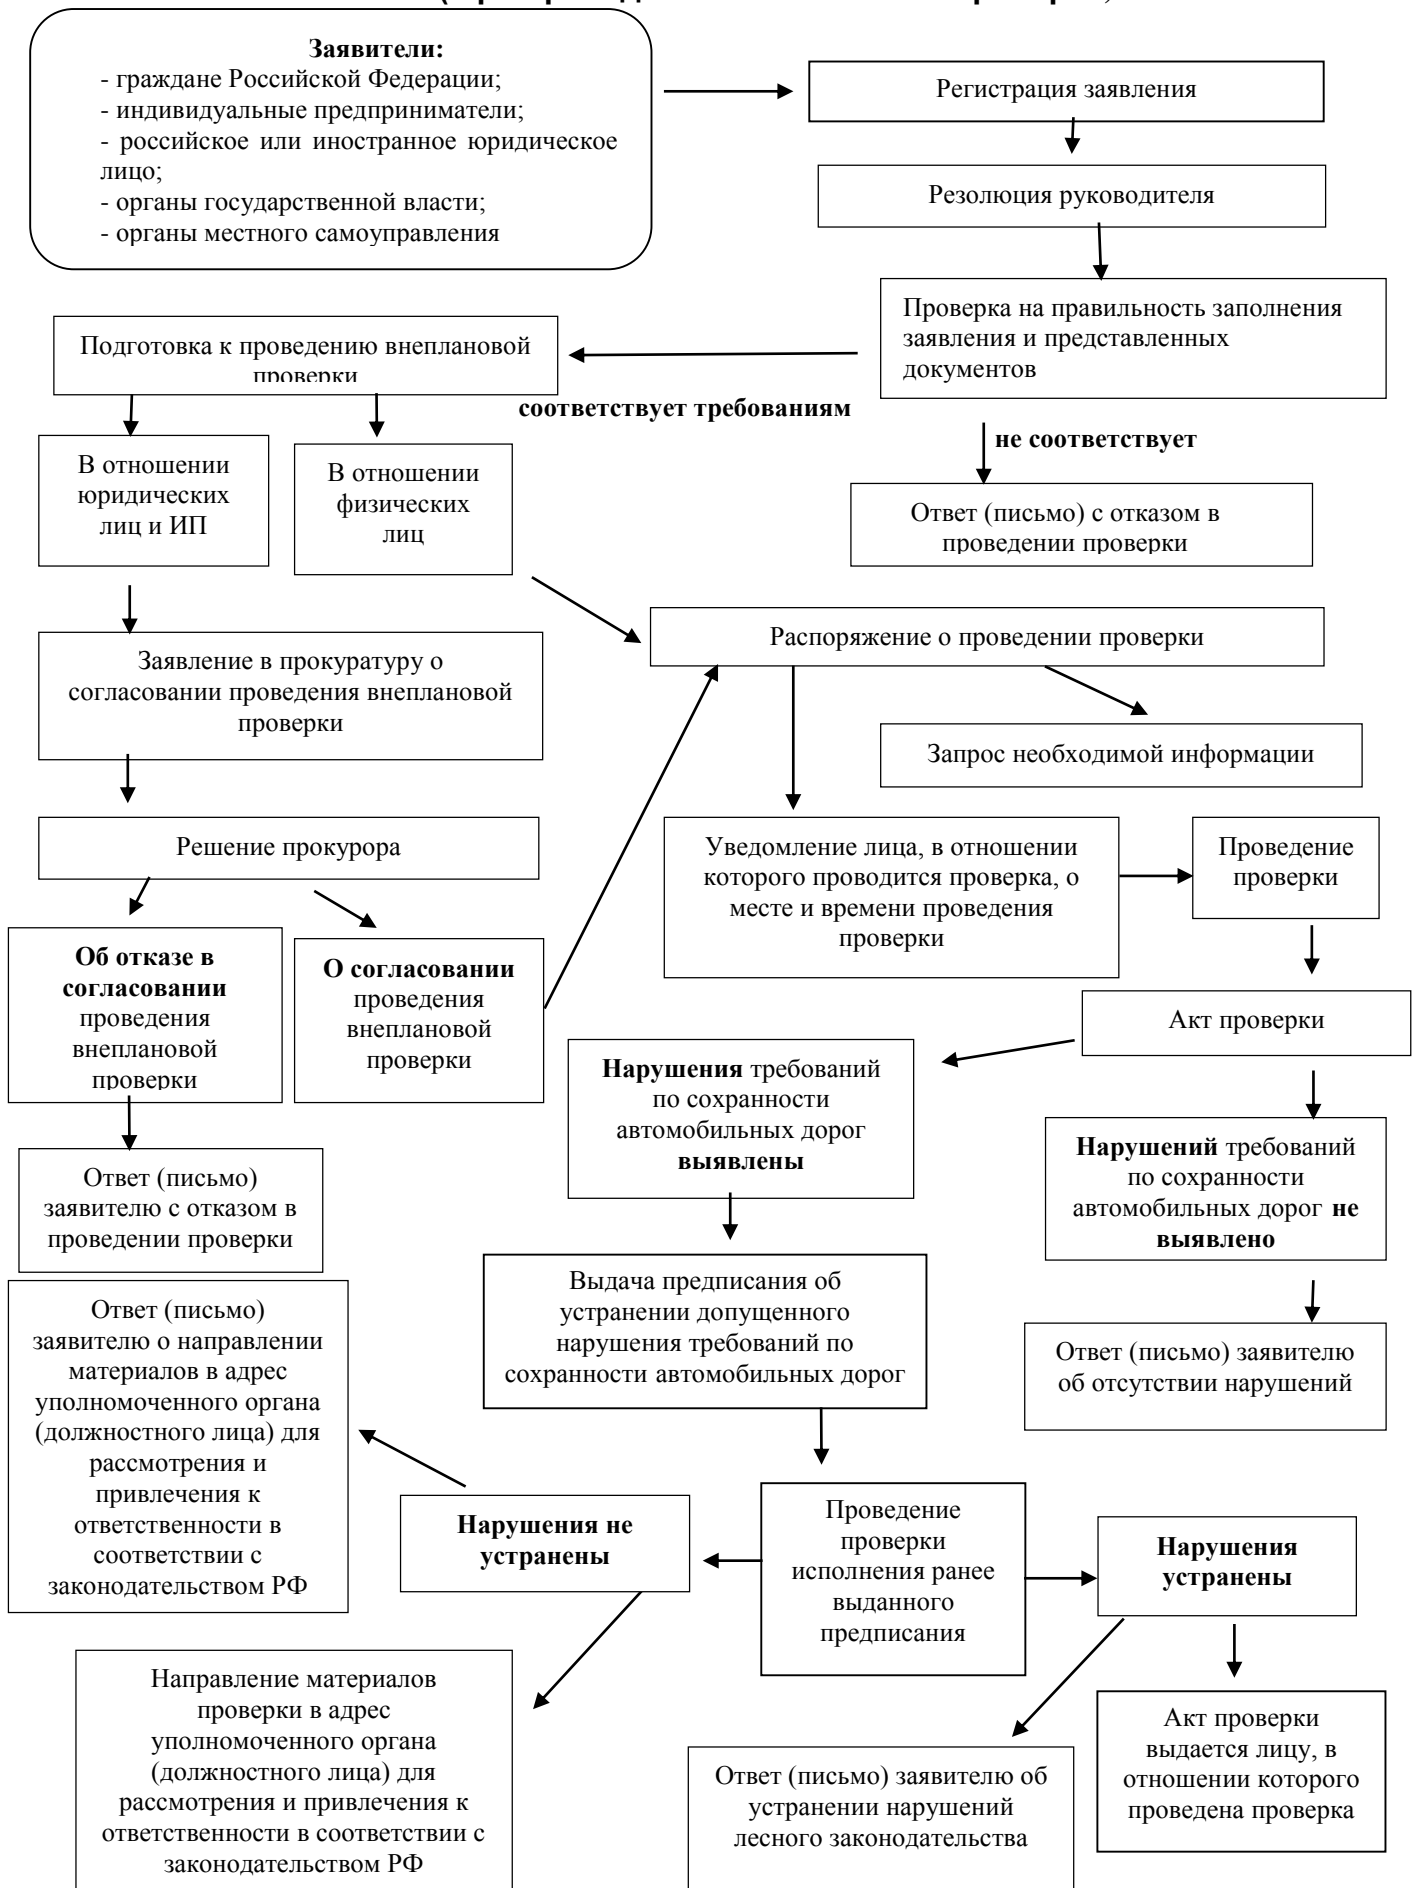 Заявители:
- граждане Российской Федерации;
- индивидуальные предприниматели;
- российское или иностранное юридическое
лицо;
- органы государственной власти;
- органы местного самоуправления
Регистрация заявления
Резолюция руководителя
Проверка на правильность заполнения
заявления и представленных
документов
Подготовка к проведению внеплановой
проверки
соответствует требованиям
не соответствует
В отношении
юридических
лиц и ИП
В отношении
физических
лиц
Ответ (письмо) с отказом в
проведении проверки
Распоряжение о проведении проверки
Заявление в прокуратуру о
согласовании проведения внеплановой
проверки
Запрос необходимой информации
Решение прокурора
Уведомление лица, в отношении
которого проводится проверка, о
месте и времени проведения
проверки
Проведение
проверки
Об отказе в
согласовании
проведения
внеплановой
проверки
О согласовании
проведения
внеплановой
проверки
Акт проверки
Нарушения требований
по сохранности
автомобильных дорог
выявлены
Нарушений требований
по сохранности
автомобильных дорог не
выявлено
Ответ (письмо)
заявителю с отказом в
проведении проверки
Выдача предписания об
устранении допущенного
нарушения требований по
сохранности автомобильных дорог
Ответ (письмо) заявителю
об отсутствии нарушений
Ответ (письмо)
заявителю о направлении
материалов в адрес
уполномоченного органа
(должностного лица) для
рассмотрения и
привлечения к
ответственности в
соответствии с
законодательством РФ
Нарушения не
устранены
Проведение
проверки
исполнения ранее
выданного
предписания
Нарушения
устранены
Направление материалов
проверки в адрес
уполномоченного органа
(должностного лица) для
рассмотрения и привлечения к
ответственности в соответствии с
законодательством РФ
Ответ (письмо) заявителю об
устранении нарушений
лесного законодательства
Акт проверки
выдается лицу, в
отношении которого
проведена проверка